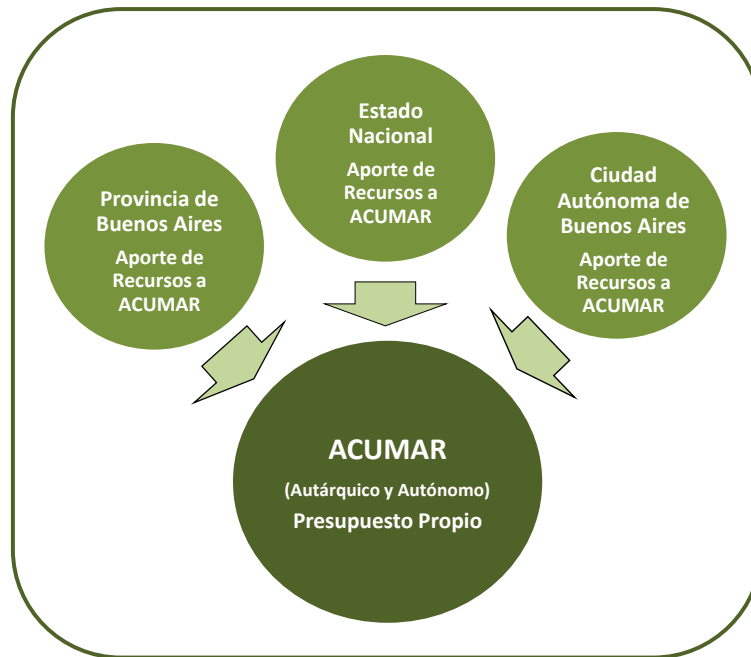 Estado
Nacional
Aporte de
Recursos a
ACUMAR
Provincia de
Buenos Aires
Aporte de
Recursos a
ACUMAR
Ciudad
Autónoma de
Buenos Aires
Aporte de
Recursos a
ACUMAR
ACUMAR
(Autárquico y Autónomo)
Presupuesto Propio